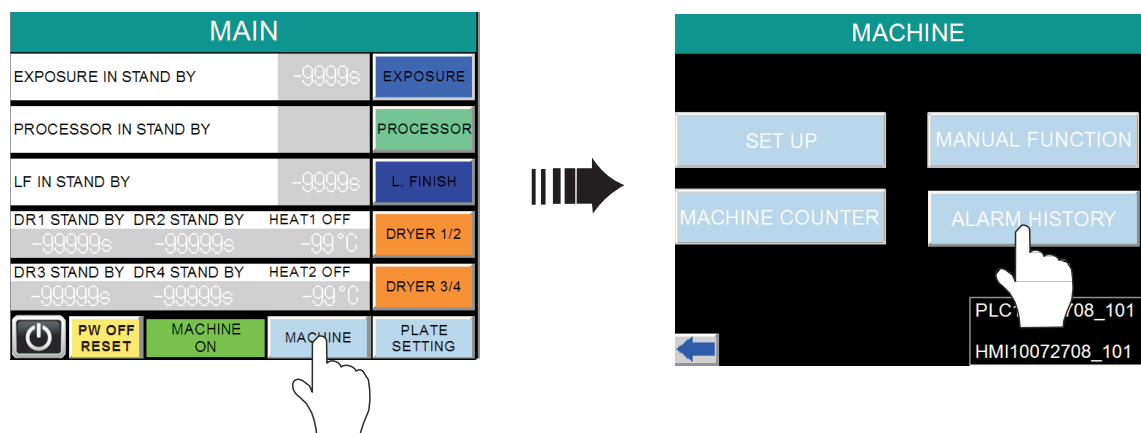 MAIN
EXPOSURE IN STAND BY -9999s EXPOSURE
PROCESSOR IN STAND BY PROCESSOR
LF IN STAND BY -9999s L. FINISH
DR1 STAND BY DR2 STAND BY HEAT1 OFF
-99999s -99999s -99°C
DRYER 1/2
DR3 STAND BY DR4 STAND BY HEAT2 OFF
-99999s -99999s -99°C
DRYER 3/4
PW OFF
RESET
MACHINE
ON
MACHINE
PLATE
SETTING
MACHINE
SET UP
MANUAL FUNCTION
MACHINE COUNTER
ALARM HISTORY
HMI10072708_101